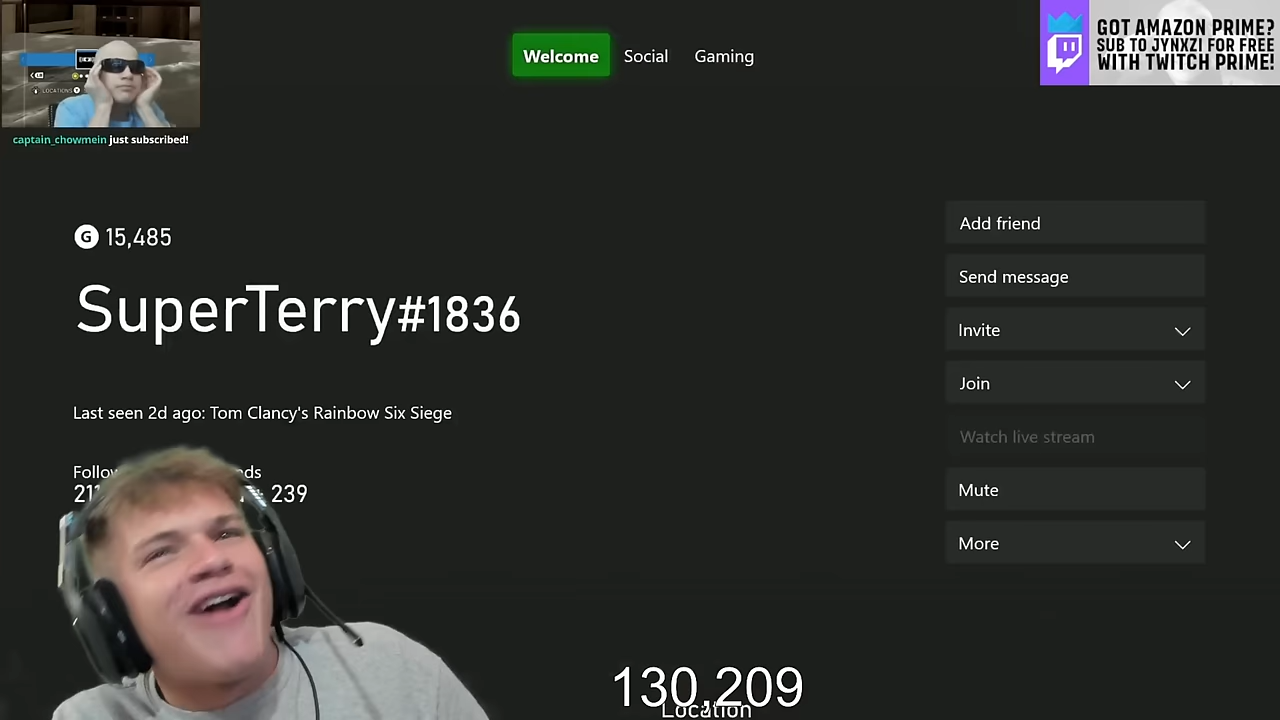 Welcome Social Gaming
GOT AMAZON PRIME?
SUB TO JYNXZI FOR FREE
WITH TWITCH PRIME!
LOCATIONS
captain_chowmein just subscribed!
G 15,485
SuperTerry#1836
Last seen 2d ago: Tom Clancy's Rainbow Six Siege
239
Add friend
Send message
Invite
Join
Watch live stream
Mute
More
130,209
Location